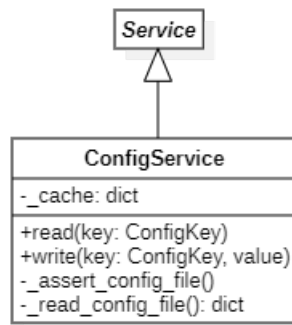 Service
ConfigService
-_cache: dict
+read(key: ConfigKey)
+write(key: ConfigKey, value)
-_assert_config_file()
-_read_config_file(): dict